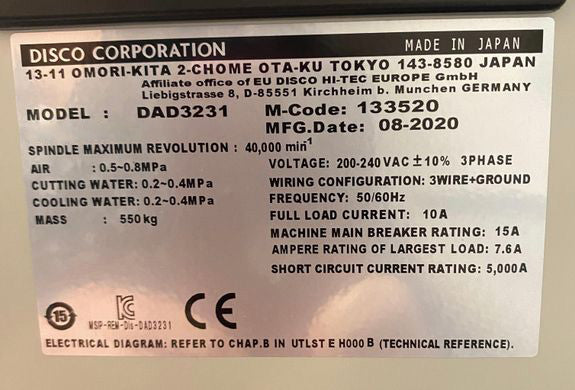 DISCO CORPORATION MADE IN JAPAN
13-11 OMORI-KITA 2-CHOME OTA-KU TOKYO 143-8580 JAPAN
Affiliate office of EU DISCO HI-TEC EUROPE GmbH
Liebigstrasse 8, D-85551 Kirchheim b. Munchen GERMANY
MODEL : DAD3231 M-Code: 133520
MFG.Date: 08-2020
SPINDLE MAXIMUM REVOLUTION : 40,000 min⁻¹
AIR : 0.5~0.8MPa
CUTTING WATER: 0.2~0.4MPa
COOLING WATER: 0.2~0.4MPa
MASS : 550kg
VOLTAGE: 200-240 VAC ±10% 3PHASE
WIRING CONFIGURATION: 3WIRE+GROUND
FREQUENCY: 50/60Hz
FULL LOAD CURRENT: 10A
MACHINE MAIN BREAKER RATING: 15A
AMPERE RATING OF LARGEST LOAD: 7.6A
SHORT CIRCUIT CURRENT RATING: 5,000A
15
MSIP-REM-Dis-DAD3231
CE
ELECTRICAL DIAGRAM: REFER TO CHAP.B IN UTLST E H000 B (TECHNICAL REFERENCE).